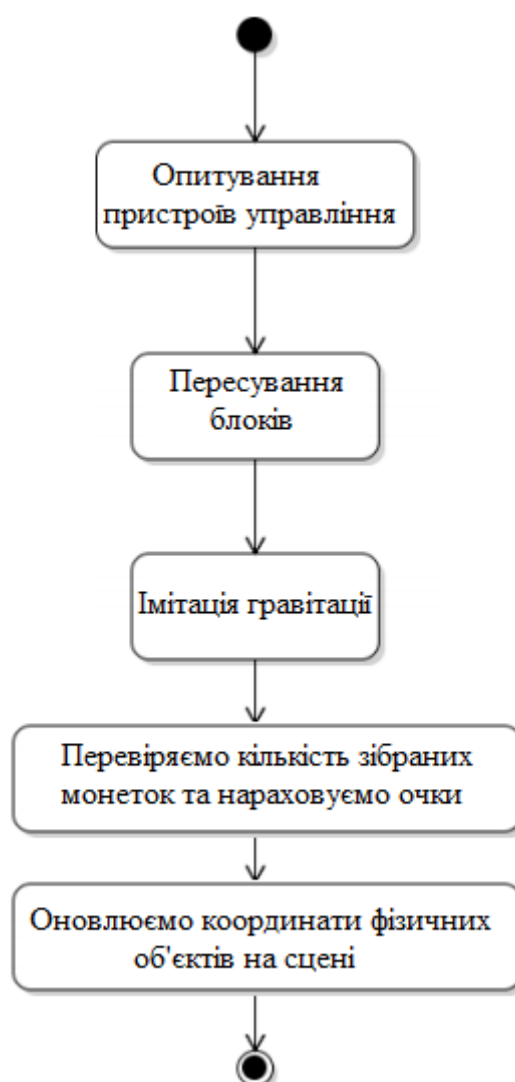 Опитування
пристроїв управління
Пересування
блоків
Імітація гравітації
Перевіряємо кількість зібраних
монеток та нараховуємо очки
Оновлюємо координати фізичних
об'єктів на сцені